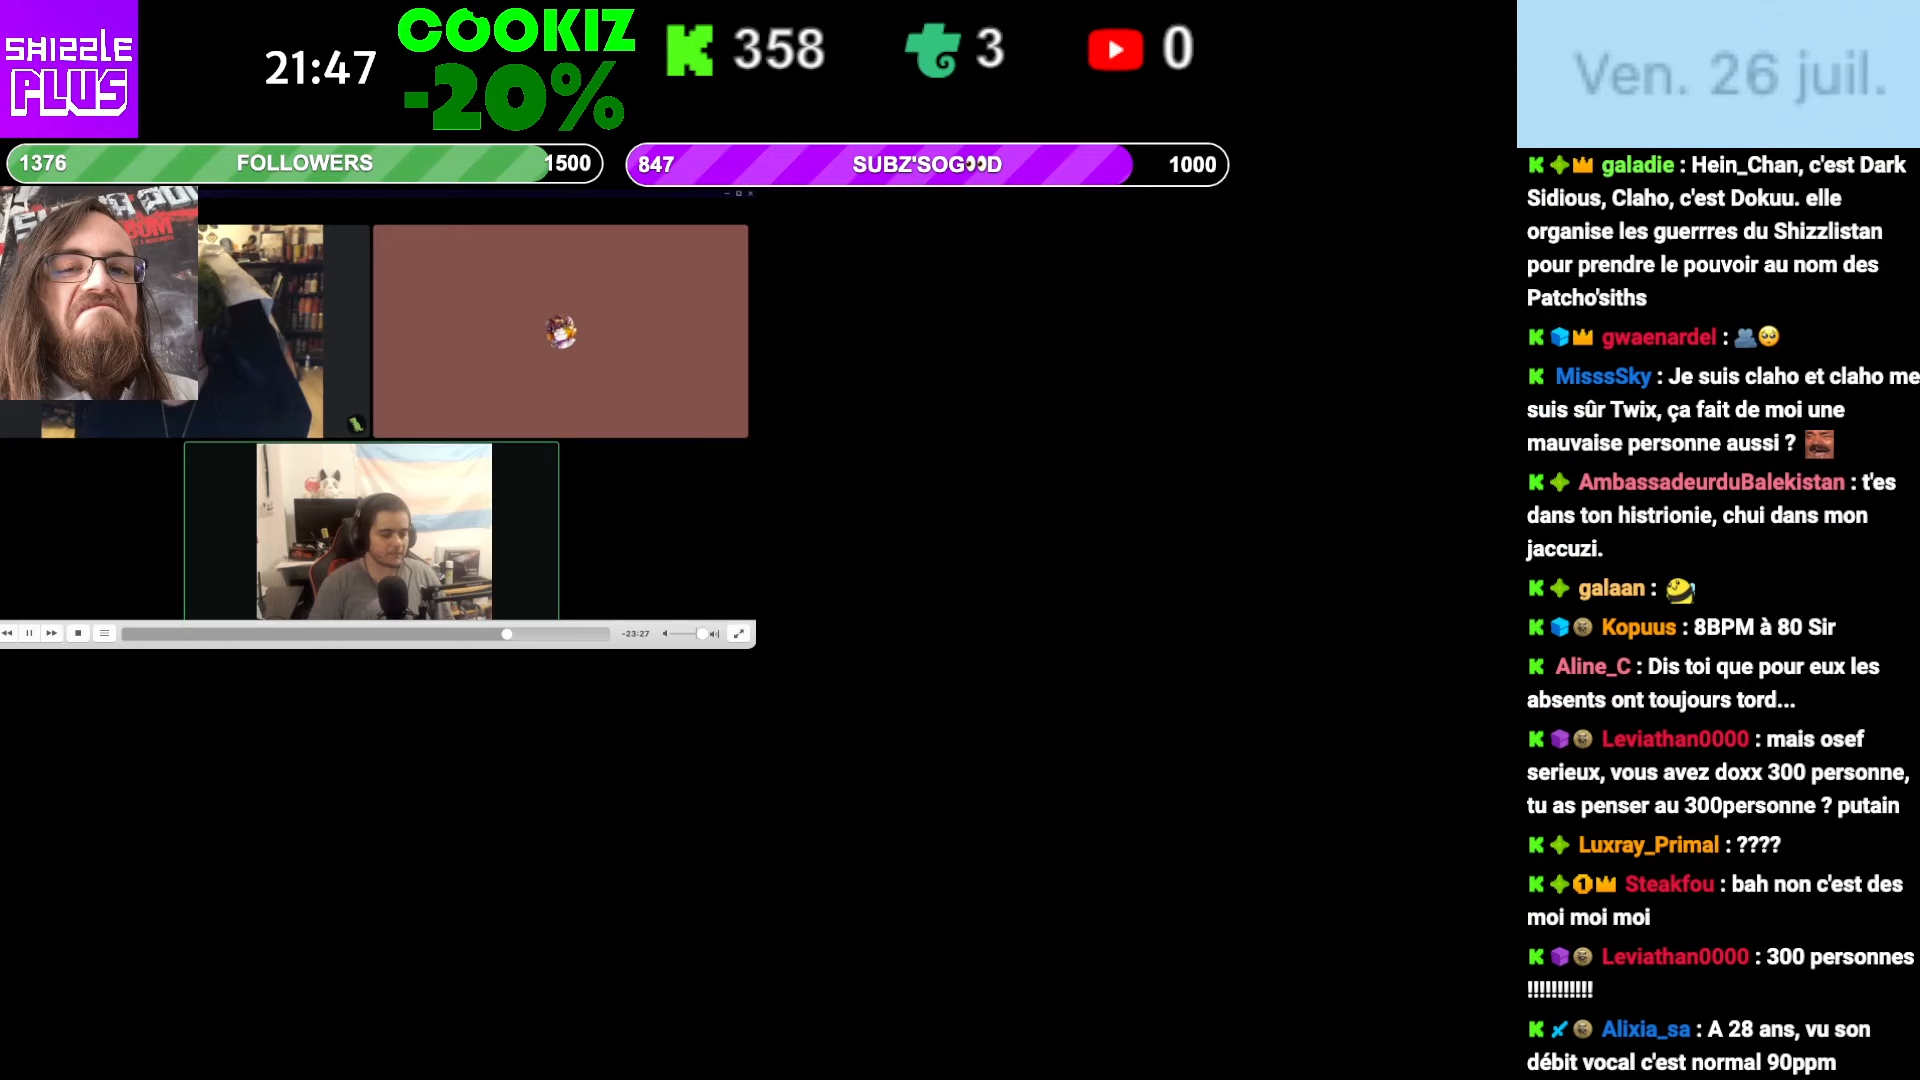 SHIZZLE
PLUS
21:47
COOKIZ
-20%
358
3
0
Ven. 26 juil.
1376 FOLLOWERS 1500
847 SUBZ'SOG👀D 1000
galadie : Hein_Chan, c'est Dark
Sidious, Claho, c'est Dokuu. elle
organise les guerrres du Shizzlistan
pour prendre le pouvoir au nom des
Patcho'siths
gwaenardel : 🫂🥺
MisssSky : Je suis claho et claho me
suis sûr Twix, ça fait de moi une
mauvaise personne aussi ?
AmbassadeurduBalekistan : t'es
dans ton histrionie, chui dans mon
jaccuzi.
galaan :
Kopuus : 8BPM à 80 Sir
Aline_C : Dis toi que pour eux les
absents ont toujours tord...
Leviathan0000 : mais osef
serieux, vous avez doxx 300 personne,
tu as penser au 300personne ? putain
Luxray_Primal : ????
Steakfou : bah non c'est des
moi moi moi
Leviathan0000 : 300 personnes
!!!!!!!!!!!
Alixia_sa : A 28 ans, vu son
débit vocal c'est normal 90ppm
-23:27